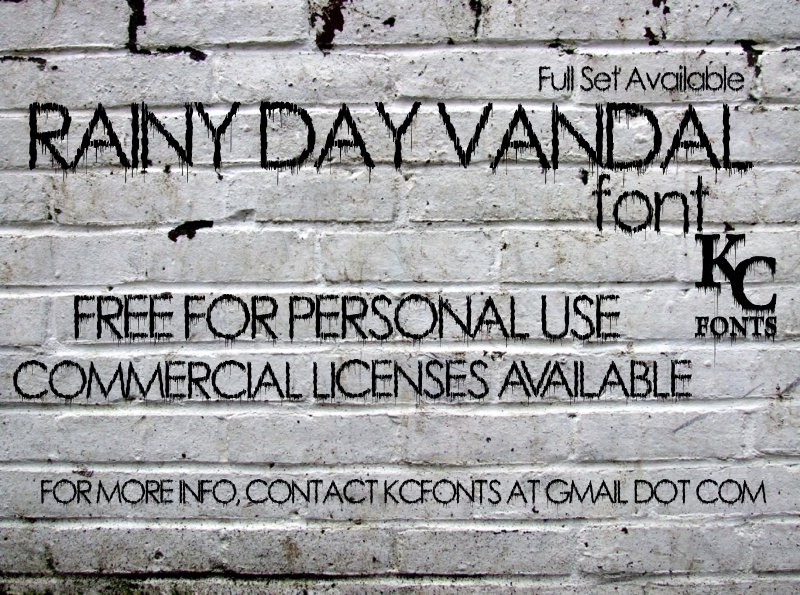 Full Set Available
RAINY DAY VANDAL
font
KC
FONTS
FREE FOR PERSONAL USE
COMMERCIAL LICENSES AVAILABLE
FOR MORE INFO, CONTACT KCFONTS AT GMAIL DOT COM